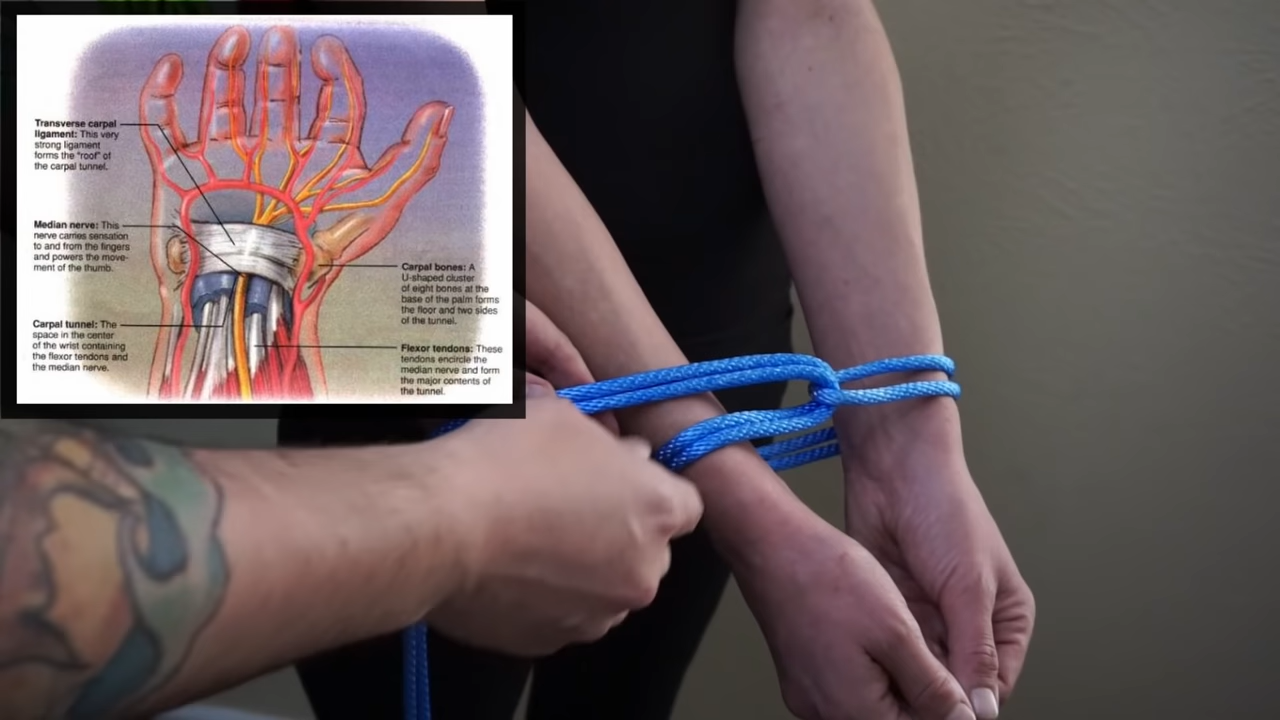 Transverse carpal
ligament: This very
strong ligament
forms the "roof" of
the carpal tunnel.
Median nerve: This
nerve carries sensation
to and from the fingers
and powers the move-
ment of the thumb.
Carpal tunnel: The
space in the center
of the wrist containing
the flexor tendons and
the median nerve.
Carpal bones: A
U-shaped cluster
of eight bones at the
base of the palm forms
the floor and two sides
of the tunnel.
Flexor tendons: These
tendons encircle the
median nerve and form
the major contents of
the tunnel.